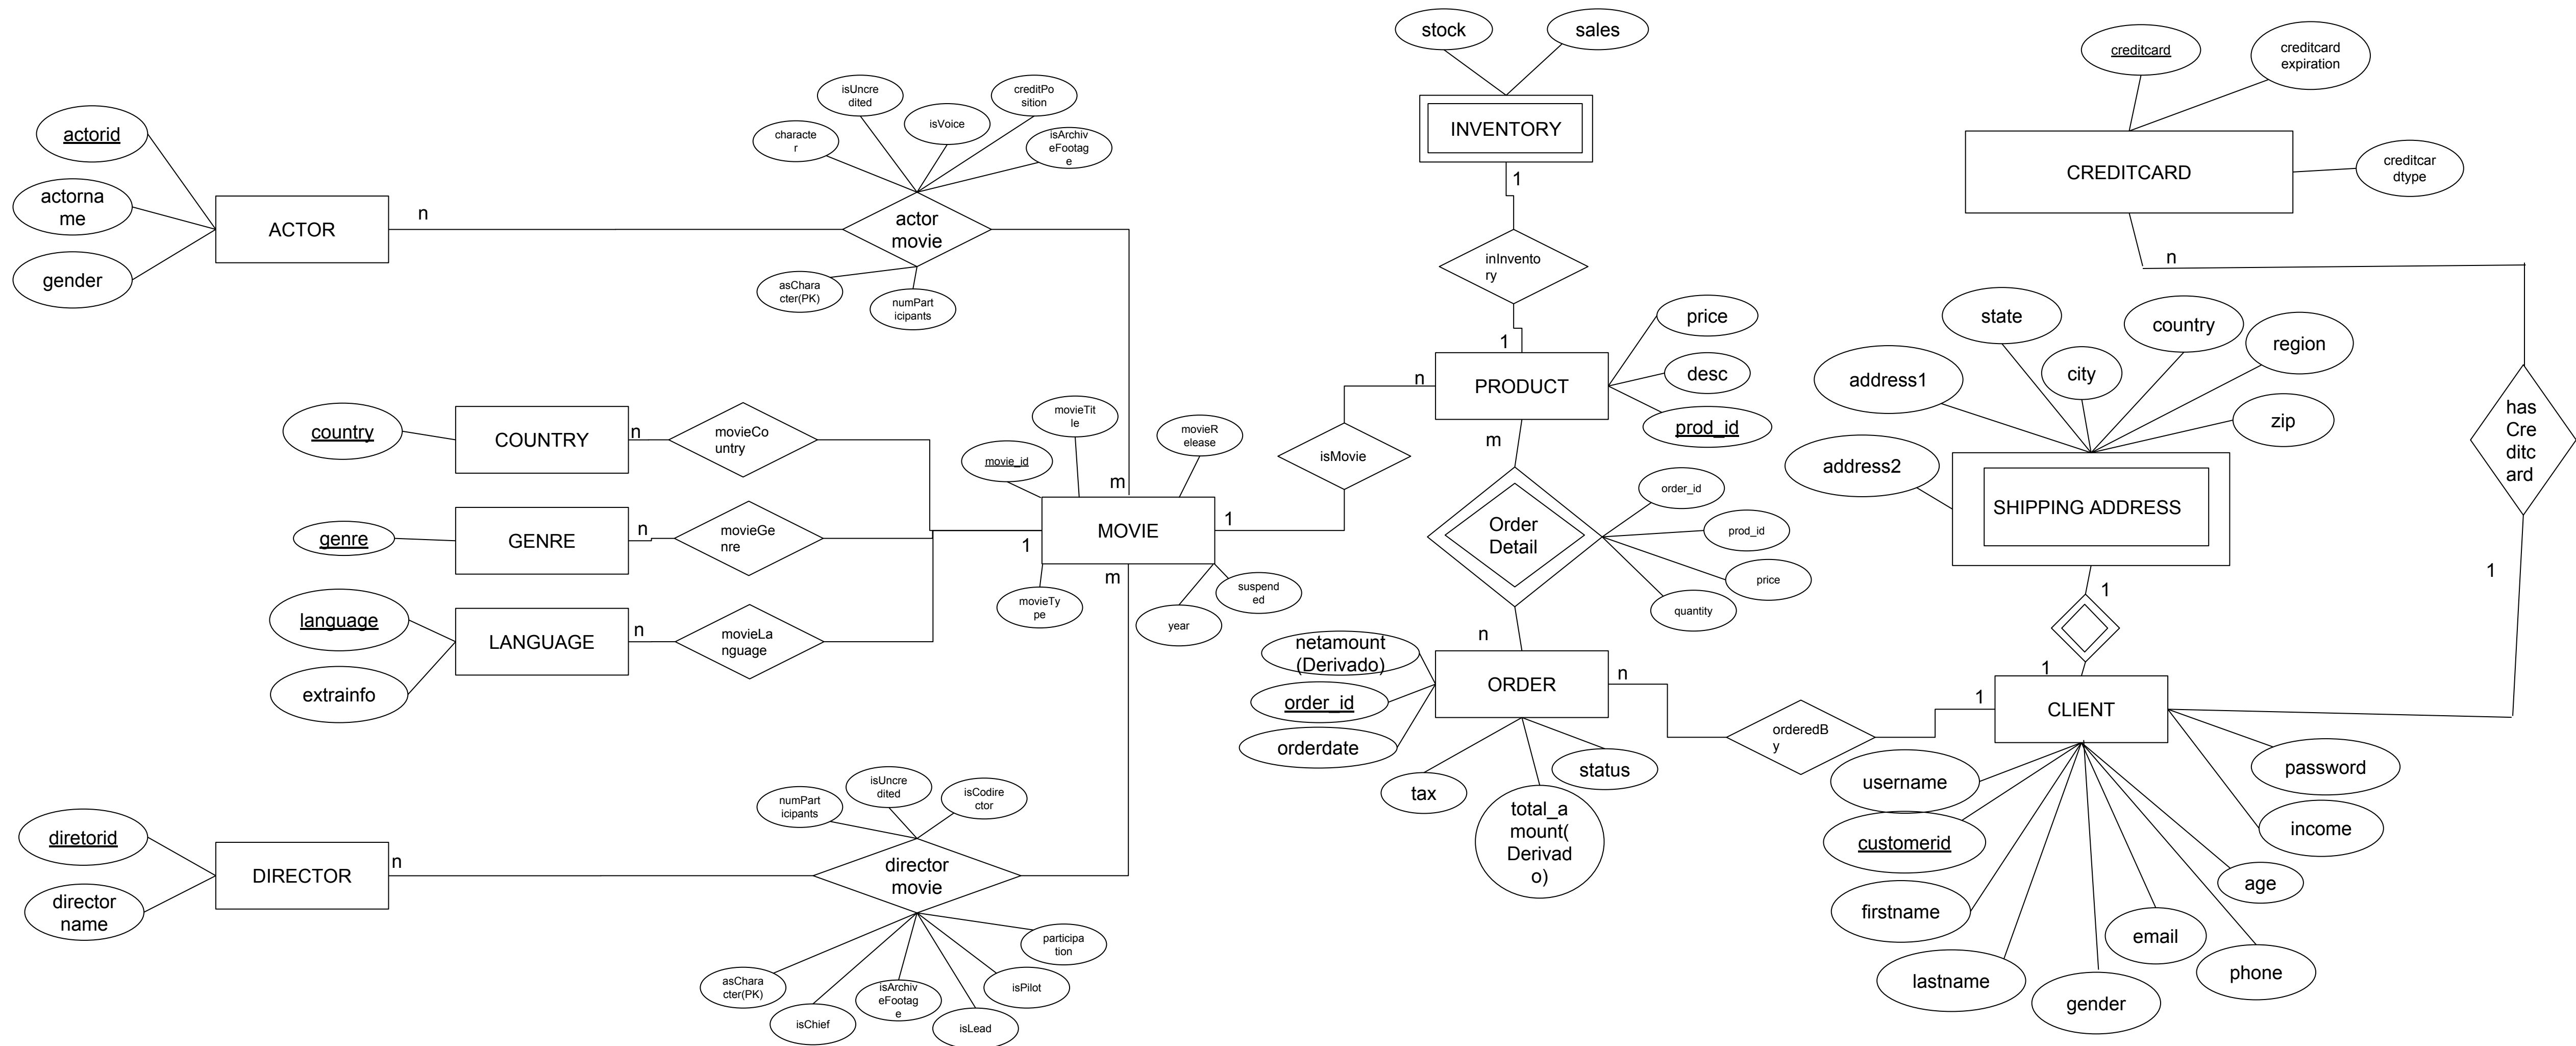 stock
sales
creditcard
creditcard
expiration
INVENTORY
CREDITCARD
creditcar
dtype
actorid
actorna
me
gender
ACTOR
n
characte
r
isUncre
dited
isVoice
creditPo
sition
isArchiv
eFootag
e
actor
movie
asChara
cter(PK)
numPart
icipants
1
inInvento
ry
1
PRODUCT
price
desc
prod_id
n
m
n
state
country
region
city
address1
zip
address2
SHIPPING ADDRESS
has
Cre
ditc
ard
1
country
COUNTRY
n
movieCo
untry
genre
GENRE
n
movieGe
nre
language
extrainfo
LANGUAGE
n
movieLa
nguage
movie_id
movieTit
le
movieR
elease
m
MOVIE
1
1
m
movieTy
pe
year
suspend
ed
isMovie
Order
Detail
order_id
prod_id
price
quantity
n
netamount
(Derivado)
order_id
orderdate
ORDER
n
tax
total_a
mount(
Derivad
o)
status
orderedB
y
1
1
1
CLIENT
username
customerid
firstname
lastname
gender
email
phone
age
income
password
diretorid
director
name
DIRECTOR
n
numPart
icipants
isUncre
dited
isCodire
ctor
director
movie
asChara
cter(PK)
isChief
isArchiv
eFootag
e
isLead
isPilot
participa
tion